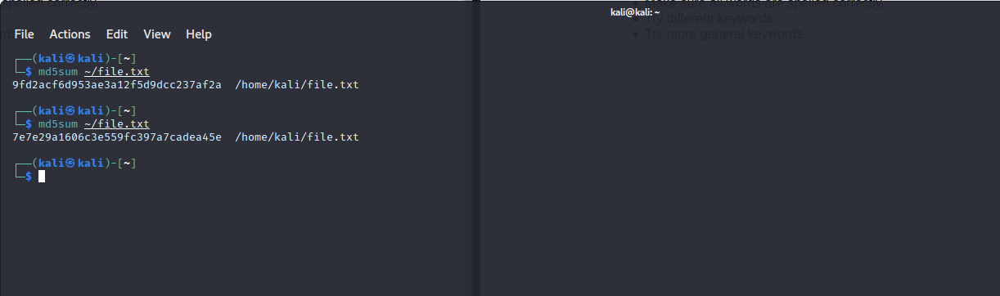 kali@kali: ~
Try different keywords
Try more general keywords.
File Actions Edit View Help
┌──(kali㉿kali)-[~]
└─$ md5sum ~/file.txt
9fd2acf6d953ae3a12f5d9dcc237af2a /home/kali/file.txt
┌──(kali㉿kali)-[~]
└─$ md5sum ~/file.txt
7e7e29a1606c3e559fc397a7cadea45e /home/kali/file.txt
┌──(kali㉿kali)-[~]
└─$